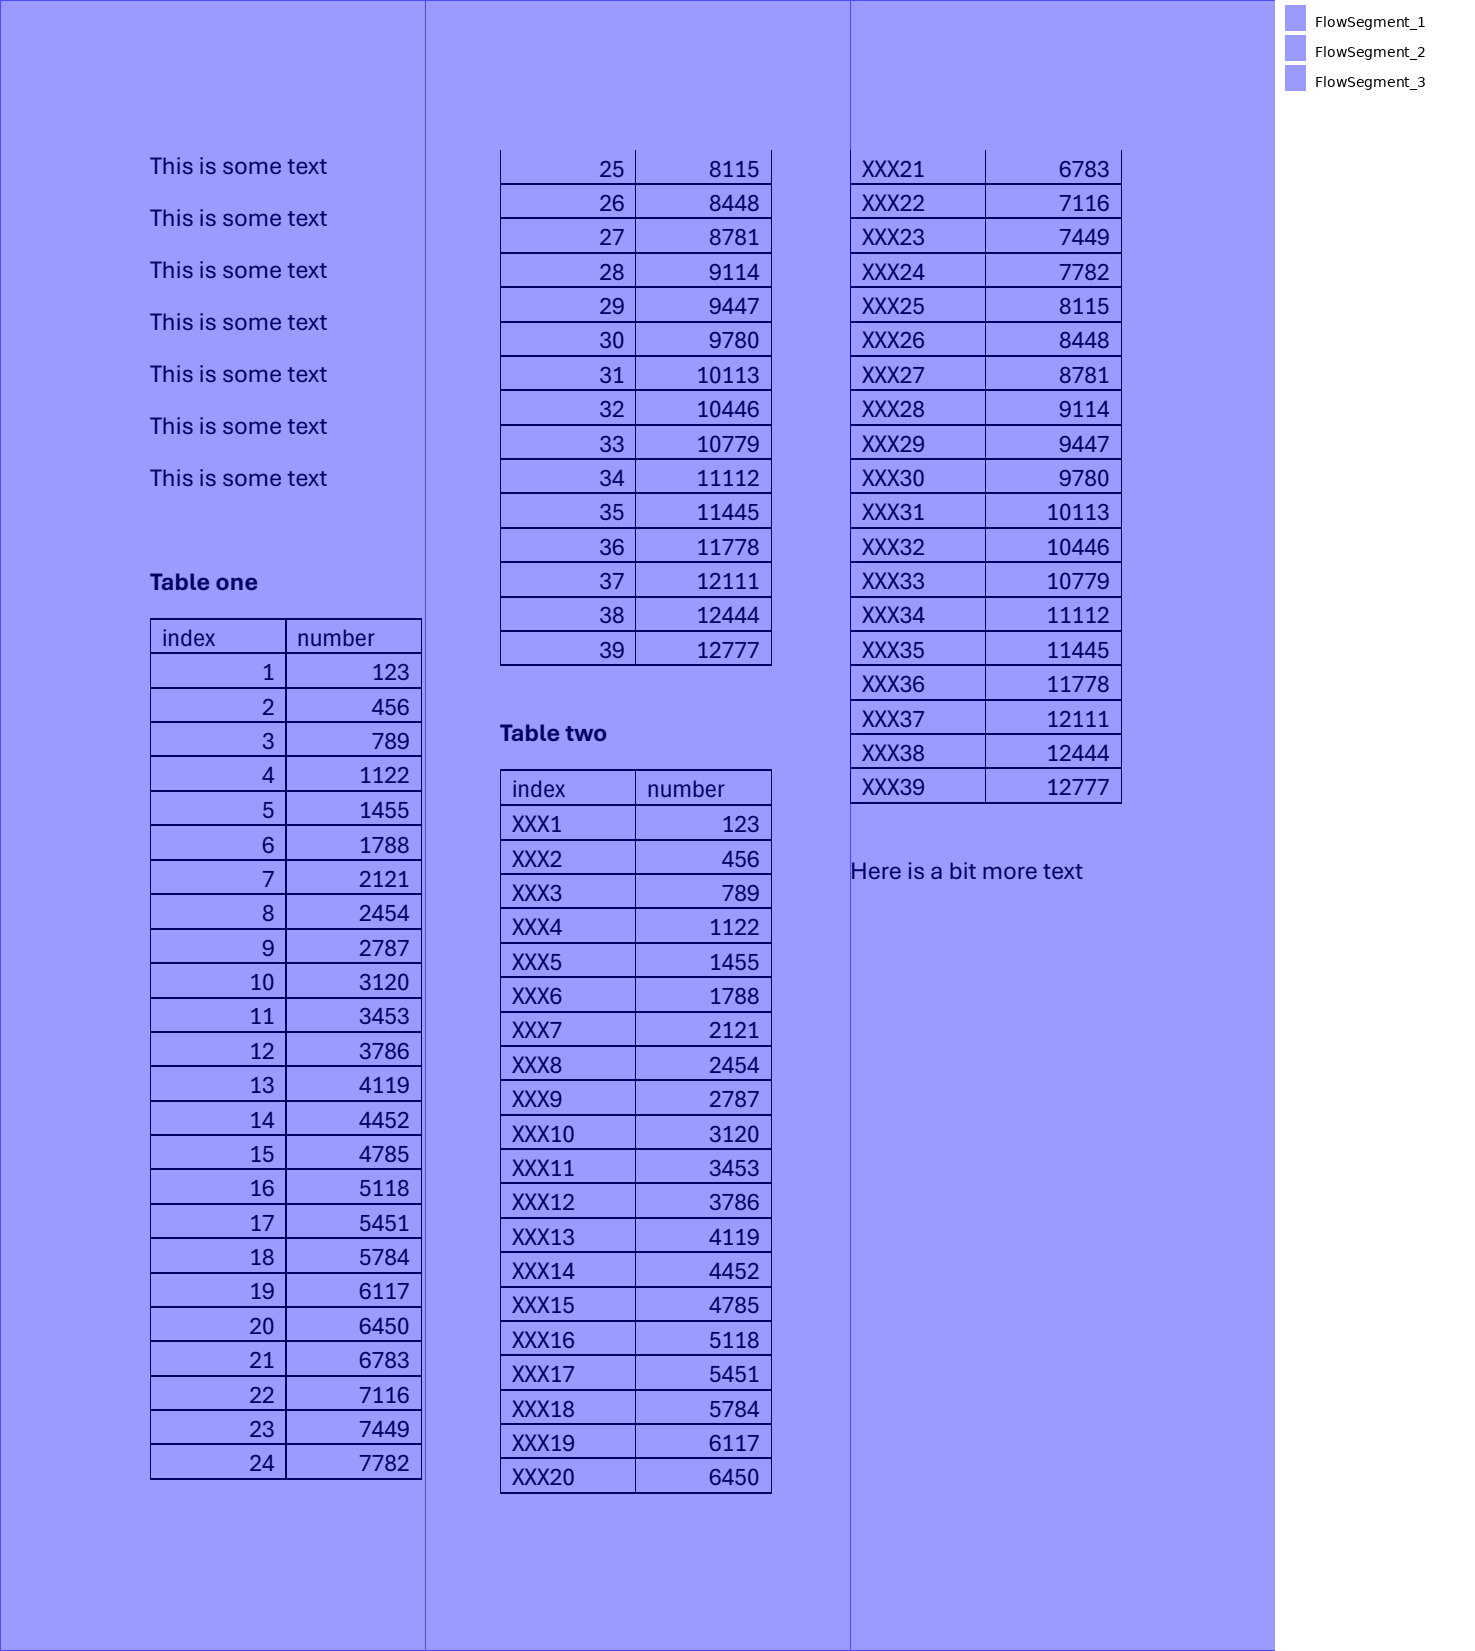 This is some text
This is some text
This is some text
This is some text
This is some text
This is some text
This is some text
Table one
index number
1 123
2 456
3 789
4 1122
5 1455
6 1788
7 2121
8 2454
9 2787
10 3120
11 3453
12 3786
13 4119
14 4452
15 4785
16 5118
17 5451
18 5784
19 6117
20 6450
21 6783
22 7116
23 7449
24 7782
25 8115
26 8448
27 8781
28 9114
29 9447
30 9780
31 10113
32 10446
33 10779
34 11112
35 11445
36 11778
37 12111
38 12444
39 12777
Table two
index number
XXX1 123
XXX2 456
XXX3 789
XXX4 1122
XXX5 1455
XXX6 1788
XXX7 2121
XXX8 2454
XXX9 2787
XXX10 3120
XXX11 3453
XXX12 3786
XXX13 4119
XXX14 4452
XXX15 4785
XXX16 5118
XXX17 5451
XXX18 5784
XXX19 6117
XXX20 6450
XXX21 6783
XXX22 7116
XXX23 7449
XXX24 7782
XXX25 8115
XXX26 8448
XXX27 8781
XXX28 9114
XXX29 9447
XXX30 9780
XXX31 10113
XXX32 10446
XXX33 10779
XXX34 11112
XXX35 11445
XXX36 11778
XXX37 12111
XXX38 12444
XXX39 12777
Here is a bit more text
FlowSegment_1
FlowSegment_2
FlowSegment_3